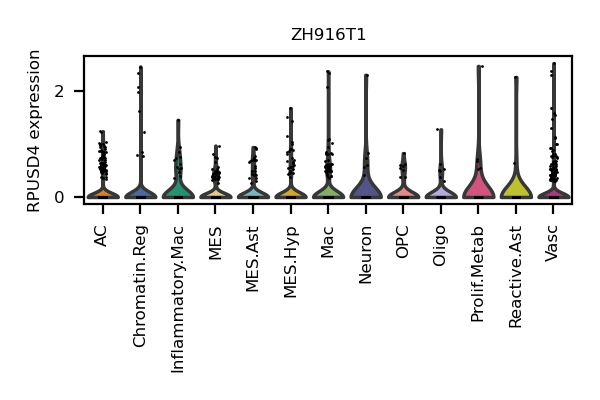 ZH916T1
RPUSD4 expression
2
0
AC
Chromatin.Reg
Inflammatory.Mac
MES
MES.Ast
MES.Hyp
Mac
Neuron
OPC
Oligo
Prolif.Metab
Reactive.Ast
Vasc